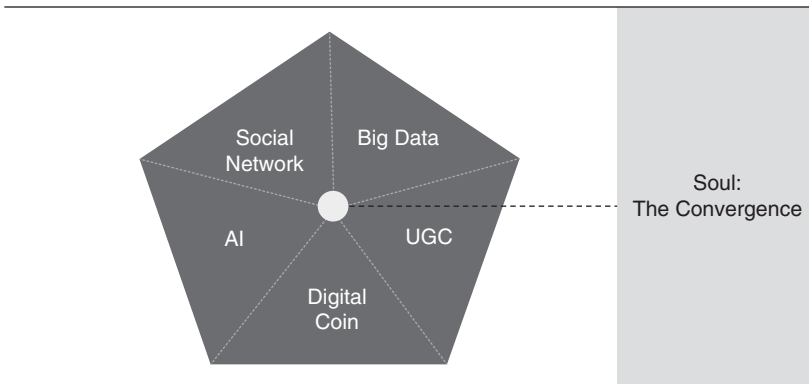 Social
Network
Big Data
AI
UGC
Digital
Coin
Soul:
The Convergence